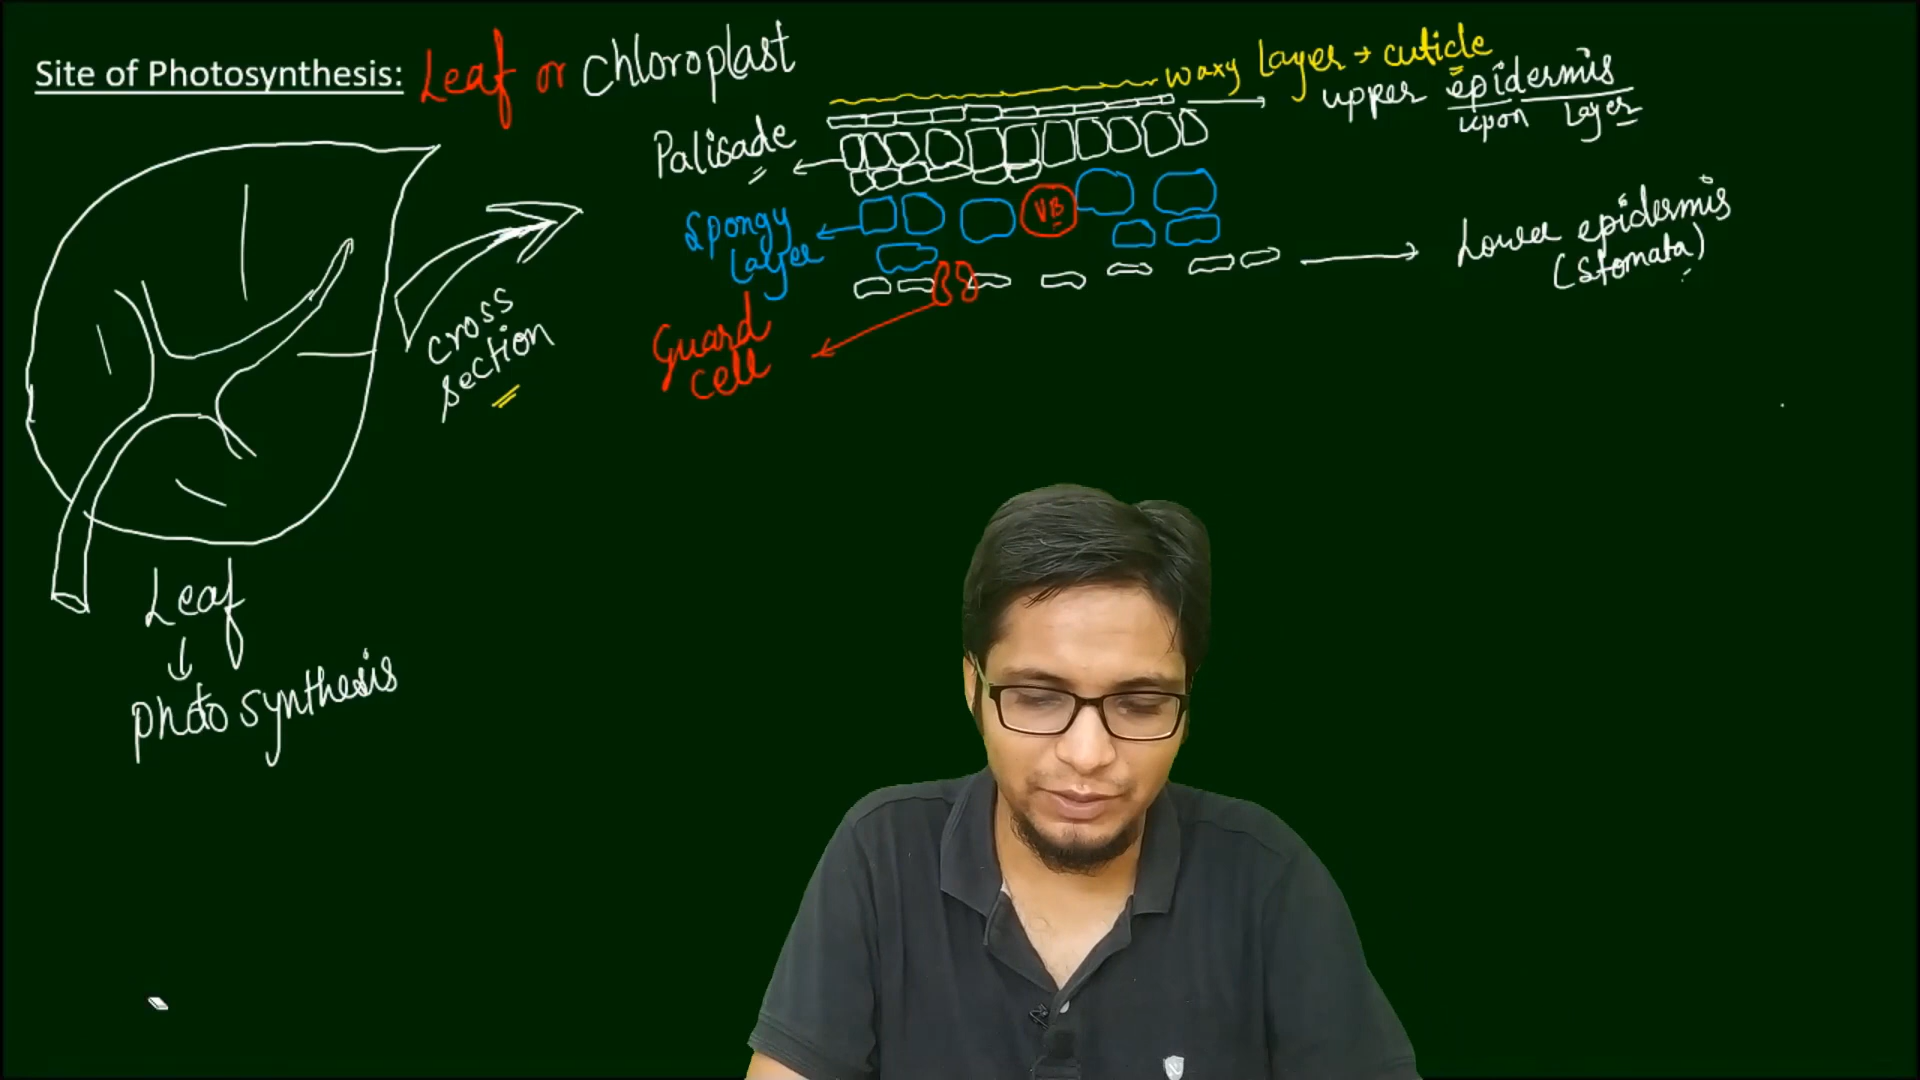 Site of Photosynthesis: Leaf or Chloroplast
waxy Layer → cuticle
upper epidermis
upon Layer
Palisade
Spongy
Layer
VB
Lower epidermis
(Stomata)
Guard
cell
cross
section
Leaf
↓
photosynthesis